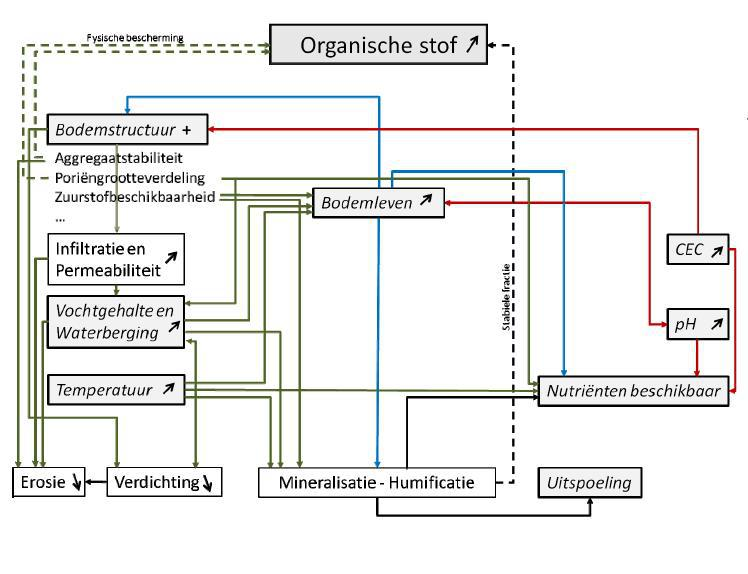 Fysische bescherming
Organische stof
Bodemstructuur +
Aggregaatstabiliteit
Poriëngrootteverdeling
Zuurstofbeschikbaarheid
...
Bodemleven
Infiltratie en
Permeabiliteit
CEC
Vochtgehalte en
Waterberging
Stabiele fractie
pH
Temperatuur
Nutriënten beschikbaar
Erosie
Verdichting
Mineralisatie - Humificatie
Uitspoeling